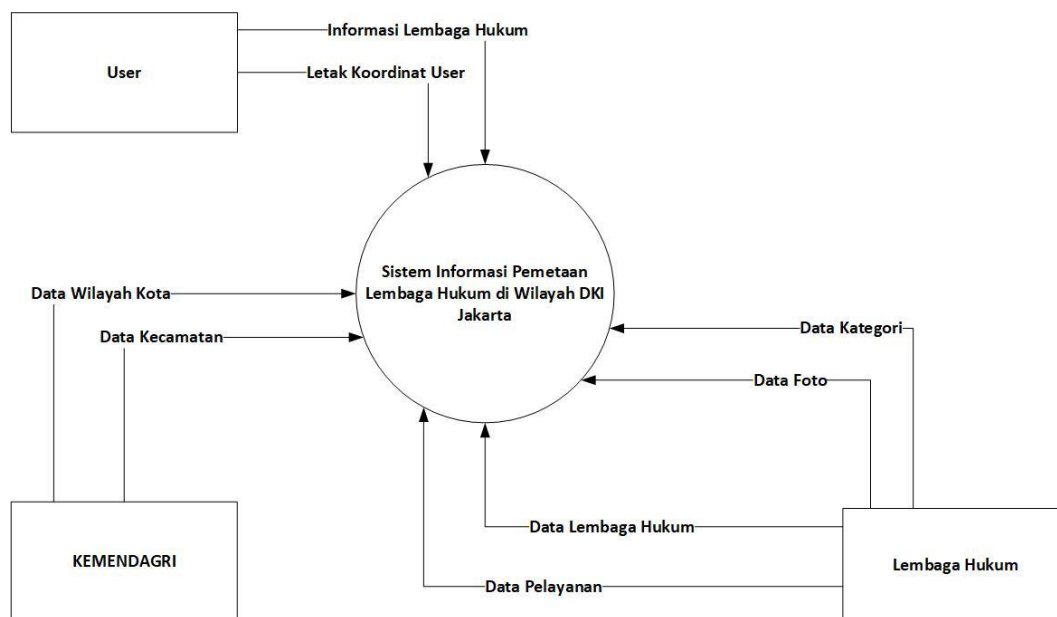 Informasi Lembaga Hukum
User
Letak Koordinat User
Sistem Informasi Pemetaan
Lembaga Hukum di Wilayah DKI
Jakarta
Data Wilayah Kota
Data Kecamatan
Data Kategori
Data Foto
Data Lembaga Hukum
KEMENDAGRI
Lembaga Hukum
Data Pelayanan